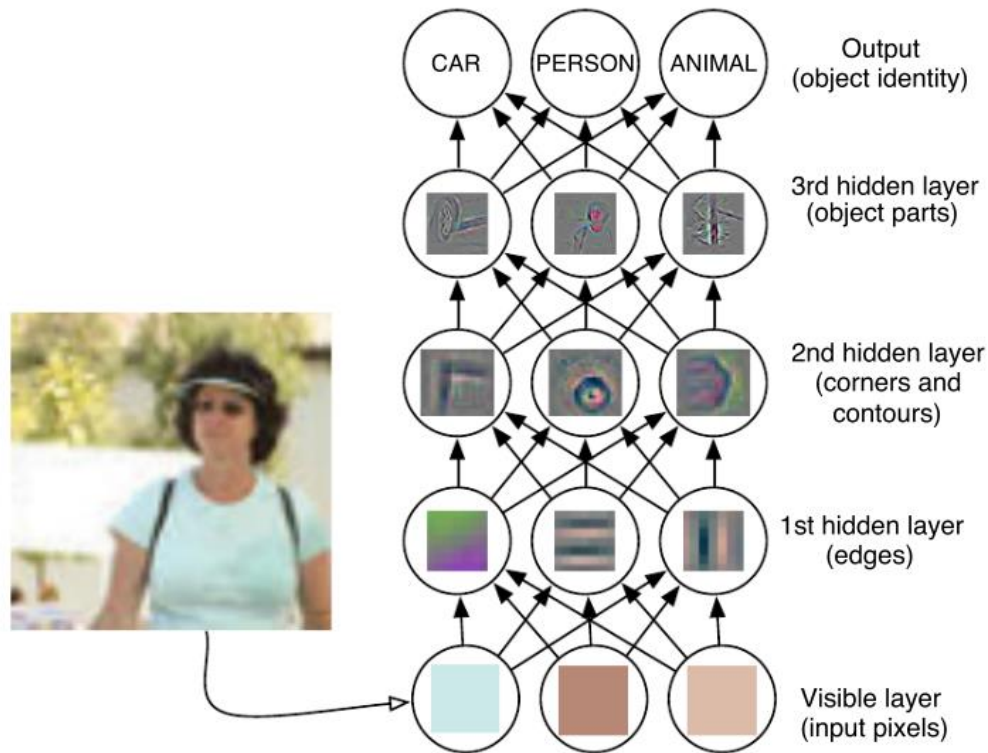 CAR
PERSON
ANIMAL
Output
(object identity)
3rd hidden layer
(object parts)
2nd hidden layer
(corners and
contours)
1st hidden layer
(edges)
Visible layer
(input pixels)